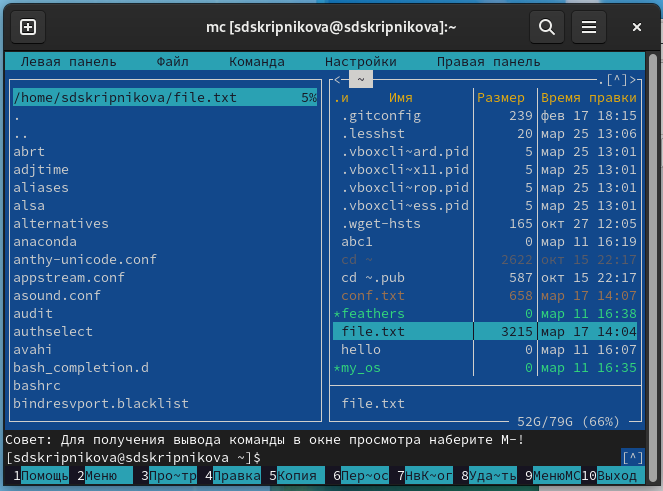 mc [sdskripnikova@sdskripnikova]:~
Левая панель Файл Команда Настройки Правая панель
/home/sdskripnikova/file.txt 5%
.
..
abrt
adjtime
aliases
alsa
alternatives
anaconda
anthy-unicode.conf
appstream.conf
asound.conf
audit
authselect
avahi
bash_completion.d
bashrc
bindresvport.blacklist
<─ ~ .[^]>
.и Имя Размер Время правки
.gitconfig 239 фев 17 18:15
.lesshst 20 мар 25 13:06
.vboxcli~ard.pid 5 мар 25 13:01
.vboxcli~x11.pid 5 мар 25 13:01
.vboxcli~rop.pid 5 мар 25 13:01
.vboxcli~ess.pid 5 мар 25 13:01
.wget-hsts 165 окт 27 12:05
abc1 0 мар 11 16:19
cd ~ 2622 окт 15 22:17
cd ~.pub 587 окт 15 22:17
conf.txt 658 мар 17 14:07
*feathers 0 мар 11 16:38
file.txt 3215 мар 17 14:04
hello 0 мар 11 16:07
*my_os 0 мар 11 16:35
file.txt
52G/79G (66%)
Совет: Для получения вывода команды в окне просмотра наберите M-!
[sdskripnikova@sdskripnikova ~]$ [^]
1Помощь 2Меню 3Про~тр 4Правка 5Копия 6Пер~ос 7НвК~ог 8Уда~ть 9МенюМС 10Выход